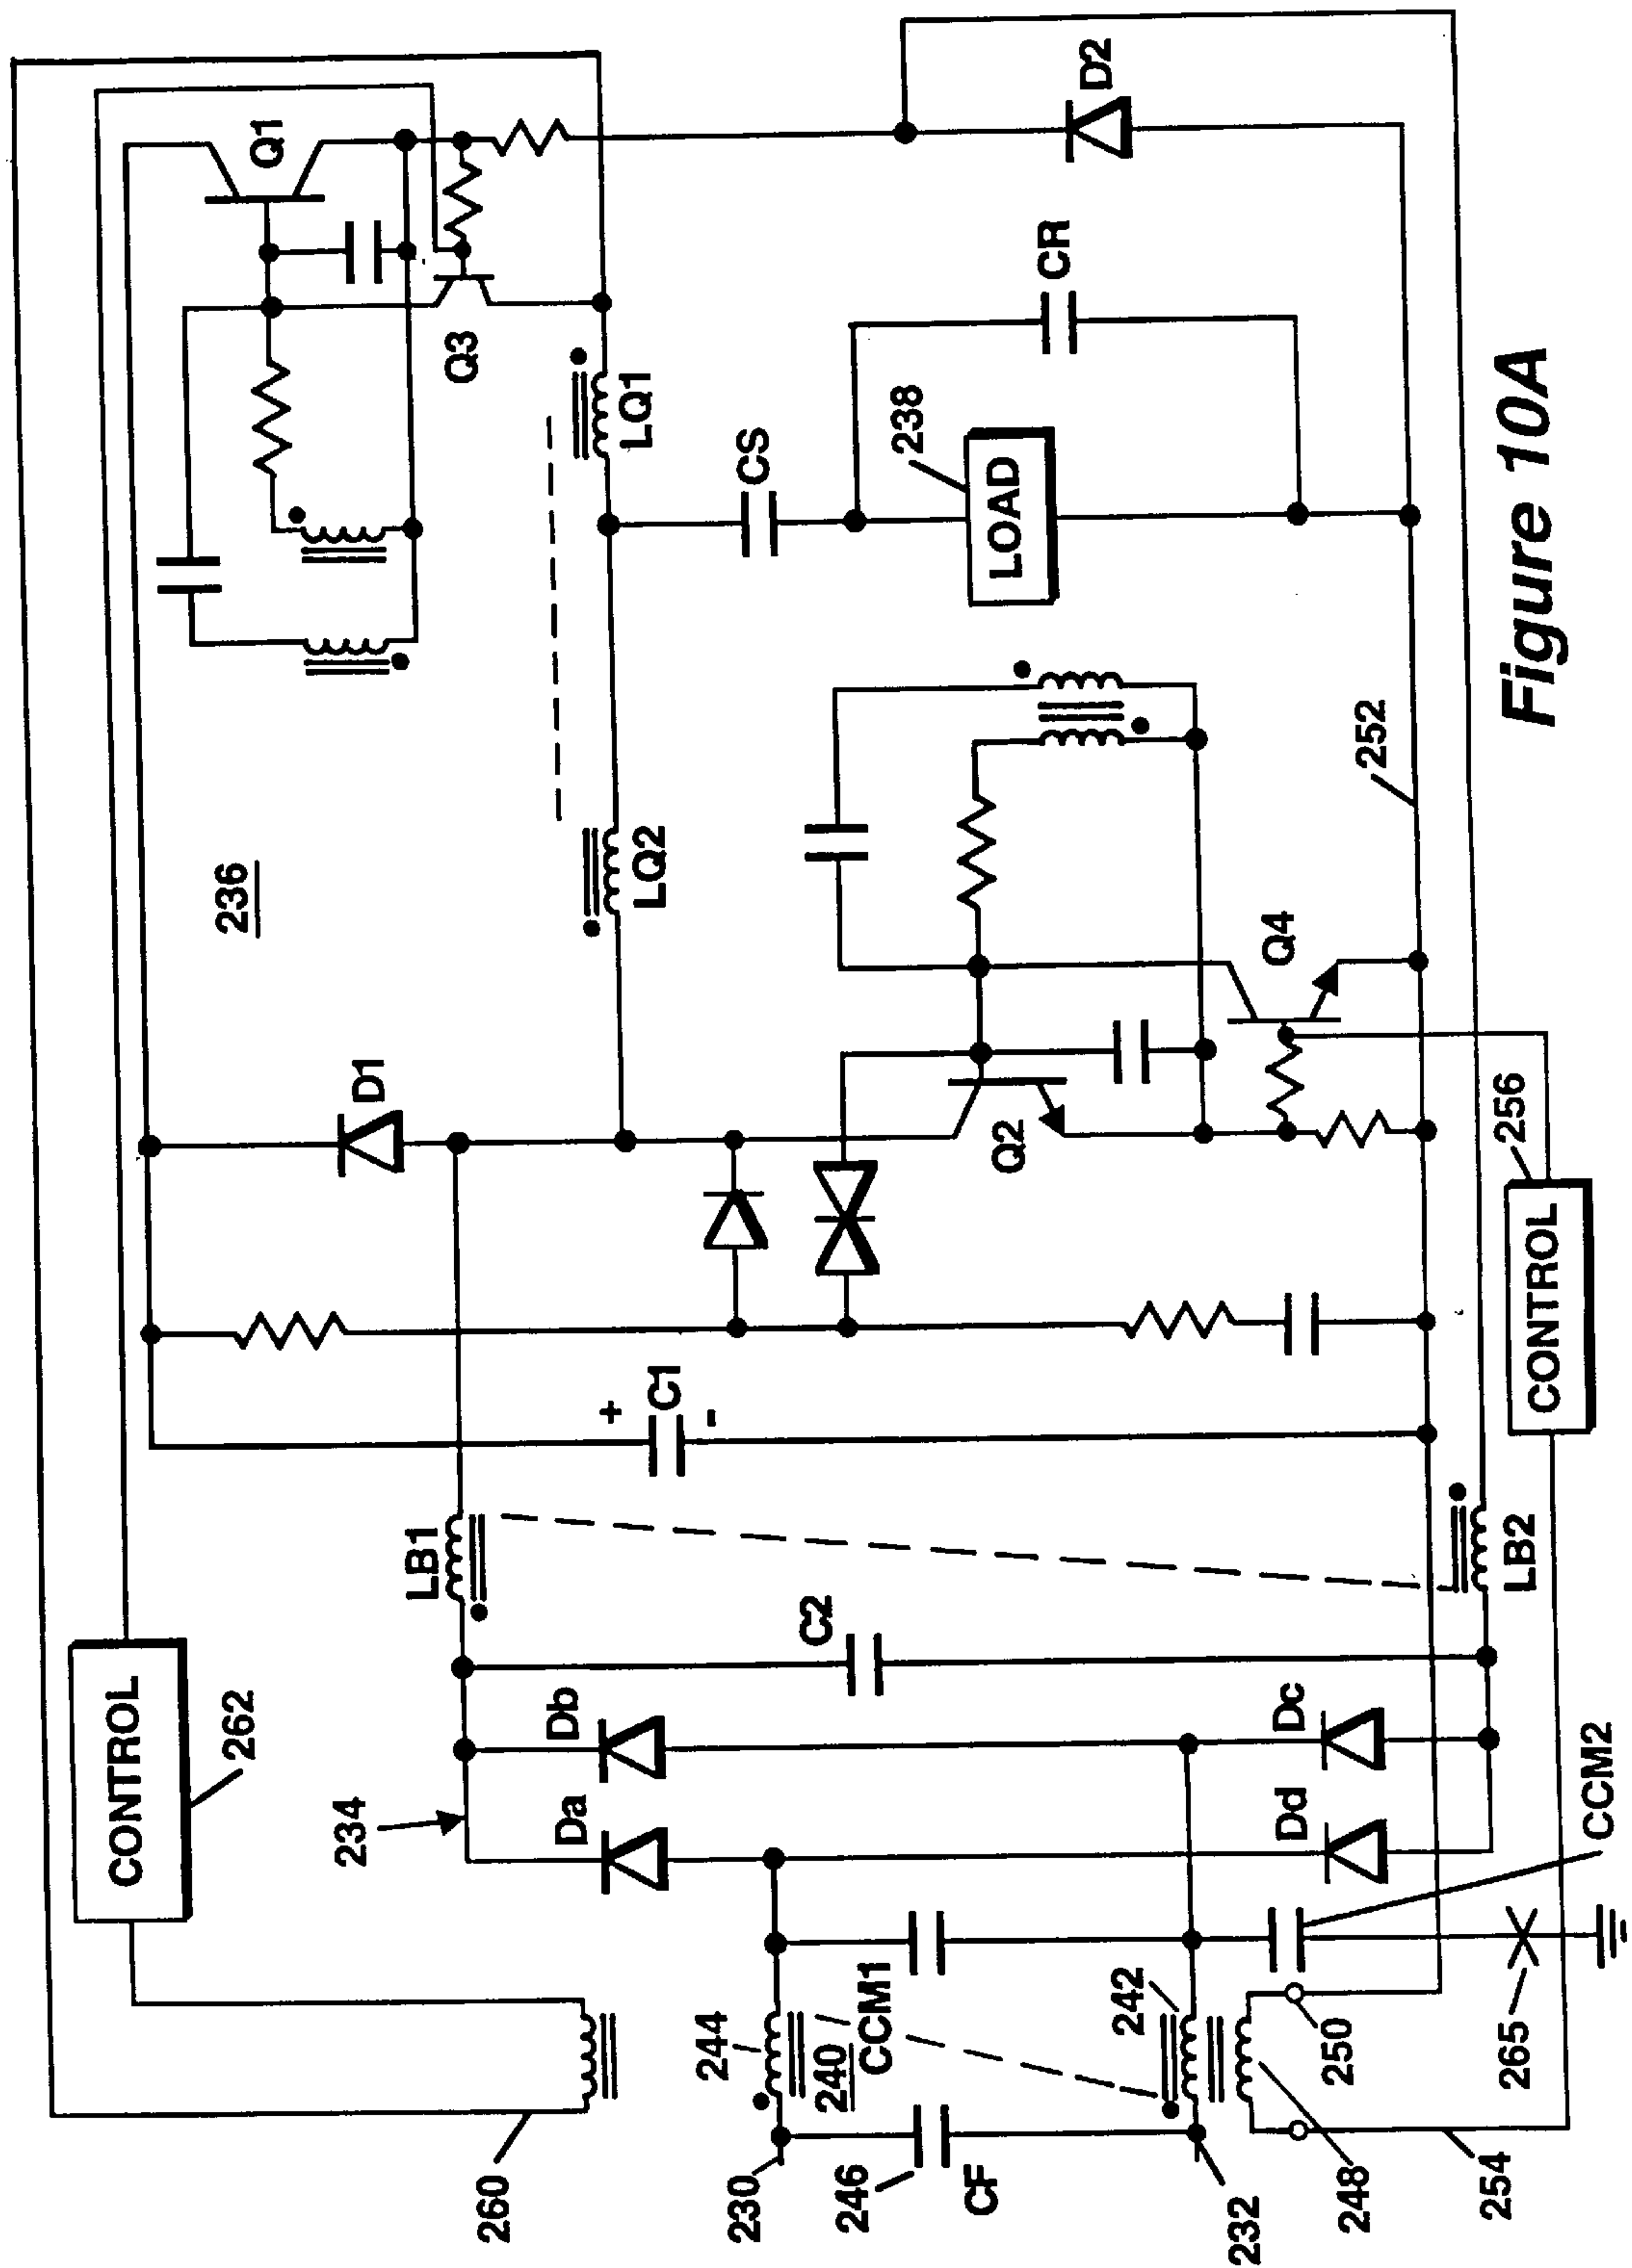 260
CONTROL
262
236
Q1
Q3
D2
D1
LQ2
LQ1
CS
CR
238
LOAD
234
Da
Db
C2
LB1
+
C1
-
230
244
240
CCM1
246
CF
232
242
248
250
254
265
Dd
Dc
CCM2
LB2
Q2
Q4
252
256
CONTROL
Figure 10A